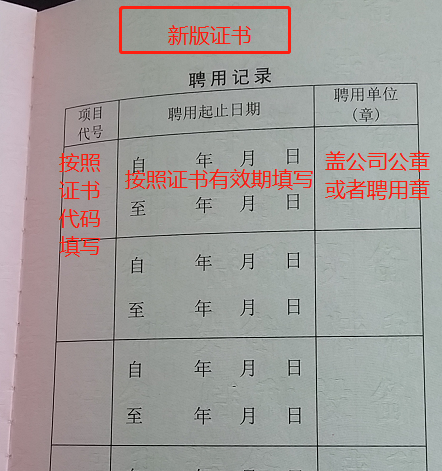 新版证书
聘用记录
项目
代号
聘用起止日期
聘用单位
（章）
按照
证书
代码
填写
自 年 月 日
按照证书有效期填写
至 年 月 日
盖公司公章
或者聘用章
自 年 月 日
至 年 月 日
自 年 月 日
至 年 月 日